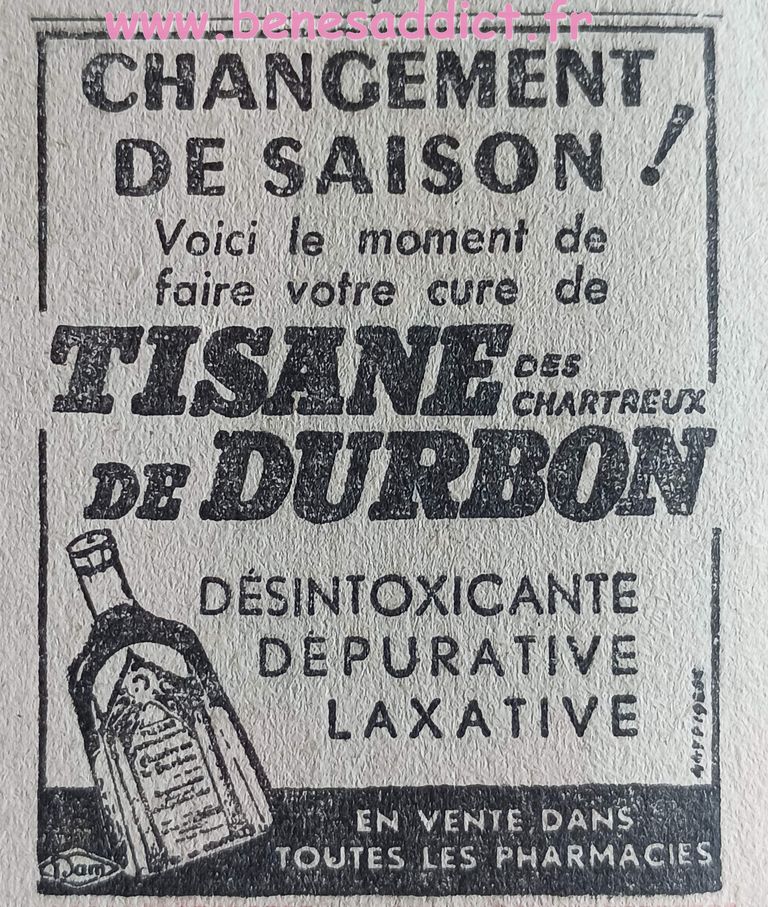 www.benesaddict.fr
CHANGEMENT
DE SAISON !
Voici le moment de
faire votre cure de
TISANE DES
CHARTREUX
DE DURBON
DÉSINTOXICANTE
DÉPURATIVE
LAXATIVE
EN VENTE DANS
TOUTES LES PHARMACIES